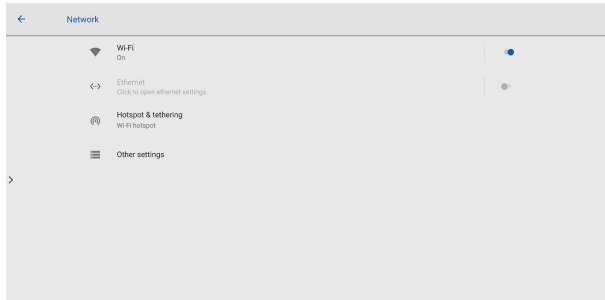 Network
Wi-Fi
On
Ethernet
Click to open ethernet settings
Hotspot & tethering
Wi-Fi hotspot
Other settings